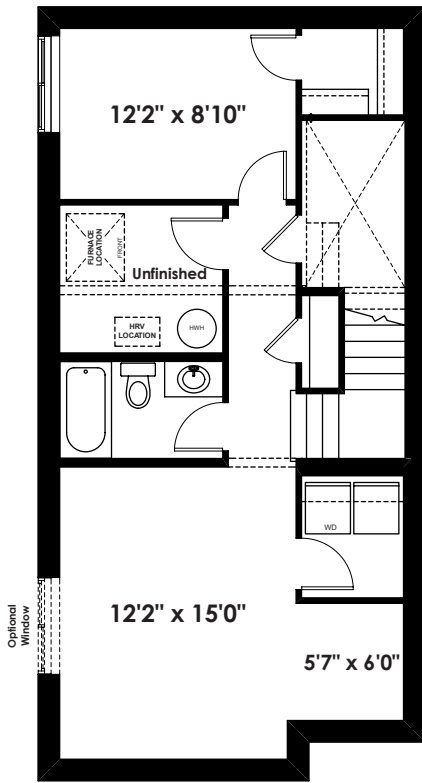 12'2" x 8'10"
FURNACE
LOCATION
FRONT
Unfinished
HRV
LOCATION
HWH
WD
Optional
Window
12'2" x 15'0"
5'7" x 6'0"